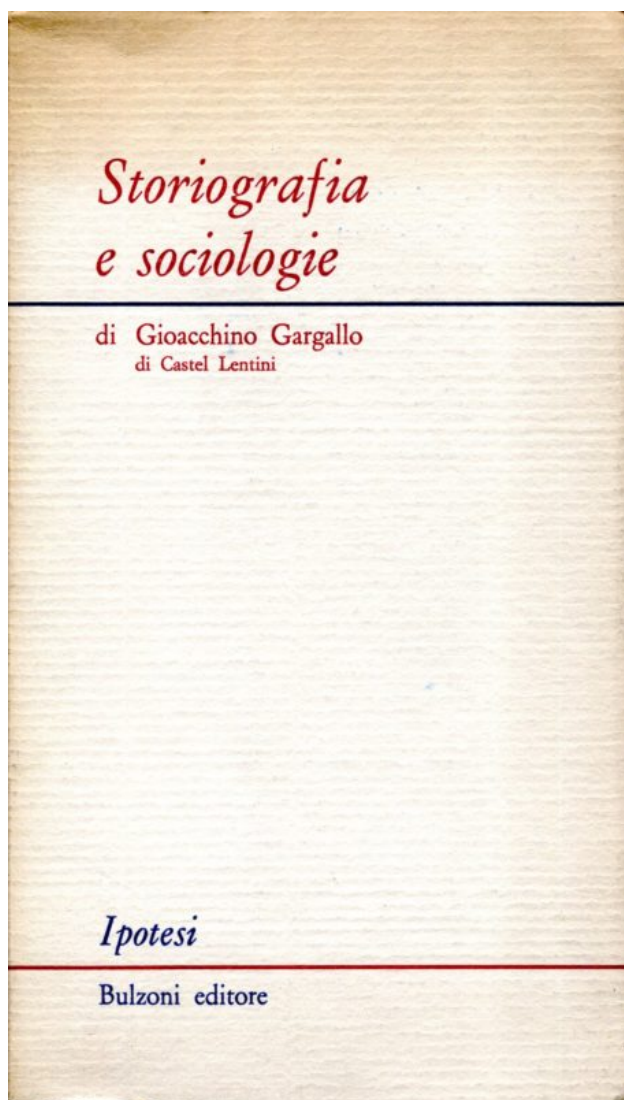 Storiografia
e sociologie
di Gioacchino Gargallo
di Castel Lentini
Ipotesi
Bulzoni editore